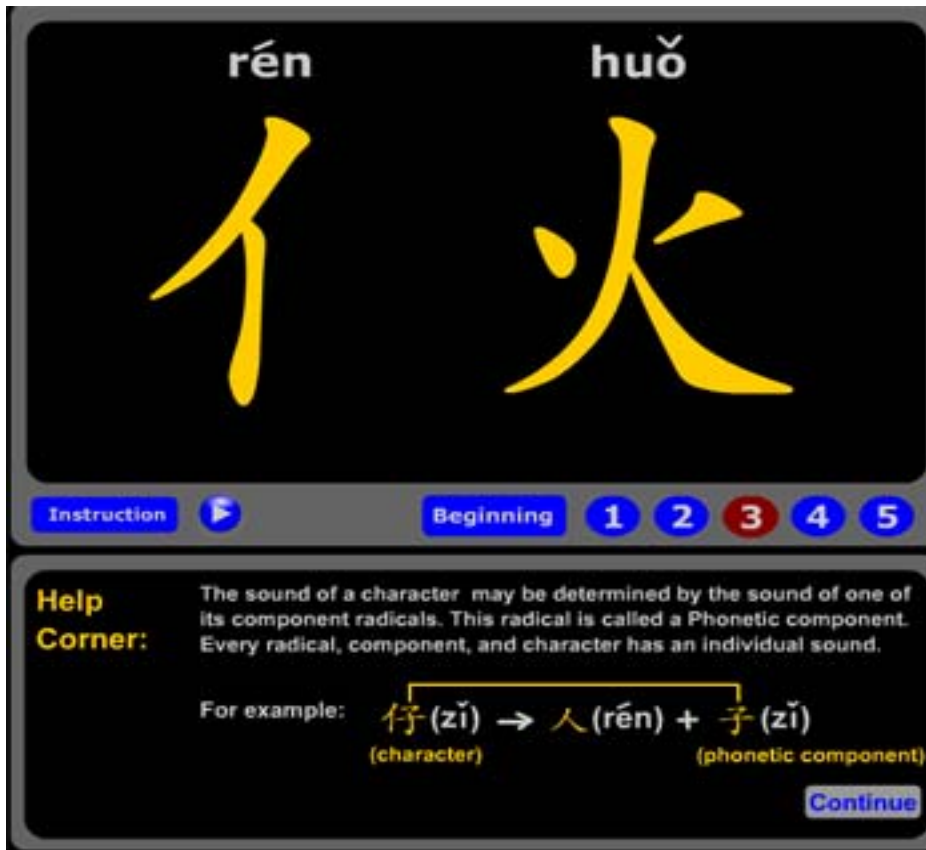 rén huǒ
亻 火
Instruction Beginning 1 2 3 4 5
Help
Corner:
The sound of a character may be determined by the sound of one of
its component radicals. This radical is called a Phonetic component.
Every radical, component, and character has an individual sound.
For example: 仔(zǐ) → 人(rén) + 子(zǐ)
(character) (phonetic component)
Continue